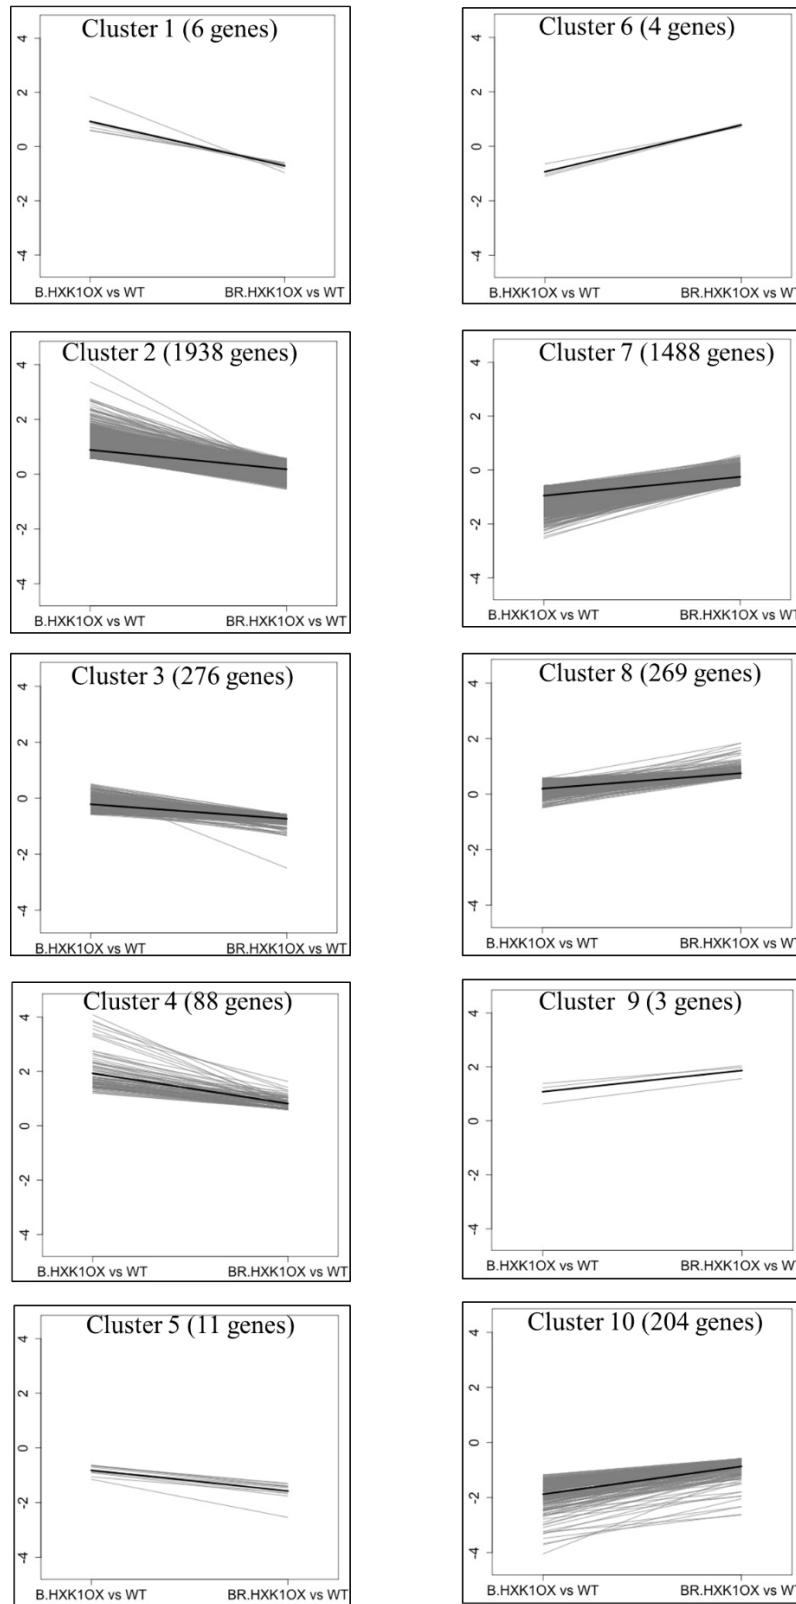 Cluster 1 (6 genes)
4
2
0
-2
-4
B.HXK1OX vs WT
BR.HXK1OX vs WT
Cluster 6 (4 genes)
4
2
0
-2
-4
B.HXK1OX vs WT
BR.HXK1OX vs WT
Cluster 2 (1938 genes)
4
2
0
-2
-4
B.HXK1OX vs WT
BR.HXK1OX vs WT
Cluster 7 (1488 genes)
4
2
0
-2
-4
B.HXK1OX vs WT
BR.HXK1OX vs WT
Cluster 3 (276 genes)
4
2
0
-2
-4
B.HXK1OX vs WT
BR.HXK1OX vs WT
Cluster 8 (269 genes)
4
2
0
-2
-4
B.HXK1OX vs WT
BR.HXK1OX vs WT
Cluster 4 (88 genes)
4
2
0
-2
-4
B.HXK1OX vs WT
BR.HXK1OX vs WT
Cluster 9 (3 genes)
4
2
0
-2
-4
B.HXK1OX vs WT
BR.HXK1OX vs WT
Cluster 5 (11 genes)
4
2
0
-2
-4
B.HXK1OX vs WT
BR.HXK1OX vs WT
Cluster 10 (204 genes)
4
2
0
-2
-4
B.HXK1OX vs WT
BR.HXK1OX vs WT